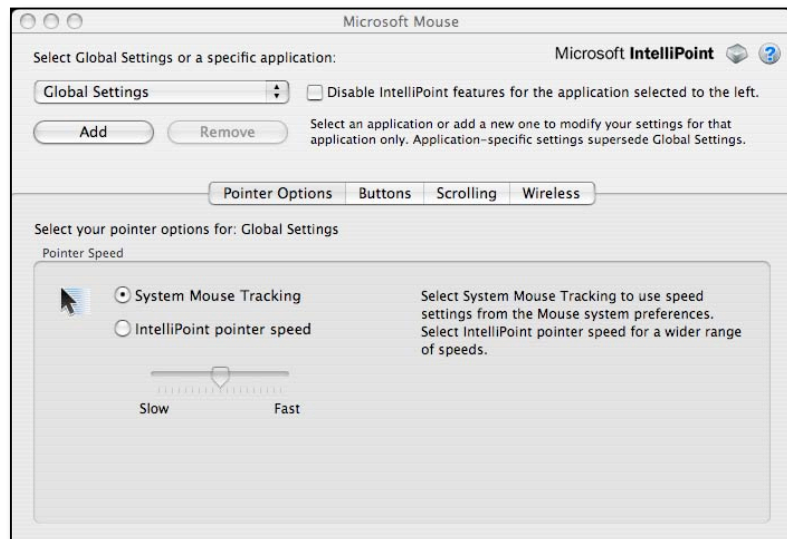 Microsoft Mouse
Select Global Settings or a specific application:
Microsoft IntelliPoint ?
Global Settings
Disable IntelliPoint features for the application selected to the left.
Add
Remove
Select an application or add a new one to modify your settings for that
application only. Application-specific settings supersede Global Settings.
Pointer Options
Buttons
Scrolling
Wireless
Select your pointer options for: Global Settings
Pointer Speed
System Mouse Tracking
IntelliPoint pointer speed
Slow
Fast
Select System Mouse Tracking to use speed
settings from the Mouse system preferences.
Select IntelliPoint pointer speed for a wider range
of speeds.